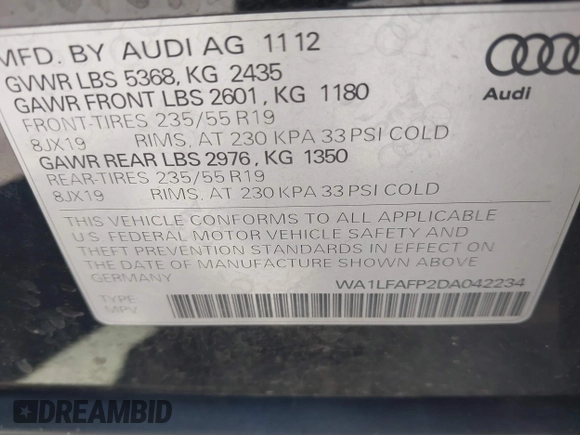 MFD. BY AUDI AG 11 12
GVWR LBS 5368, KG 2435
GAWR FRONT LBS 2601, KG 1180
FRONT-TIRES 235/55 R19
8JX19 RIMS, AT 230 KPA 33 PSI COLD
GAWR REAR LBS 2976, KG 1350
REAR-TIRES 235/55 R19
8JX19 RIMS, AT 230 KPA 33 PSI COLD
THIS VEHICLE CONFORMS TO ALL APPLICABLE
U.S. FEDERAL MOTOR VEHICLE SAFETY AND
THEFT PREVENTION STANDARDS IN EFFECT ON
THE DATE OF MANUFACTURE SHOWN ABOVE
GERMANY
WA1LFAFP2DA042234
TYPE
MPV
Audi
DREAMBID